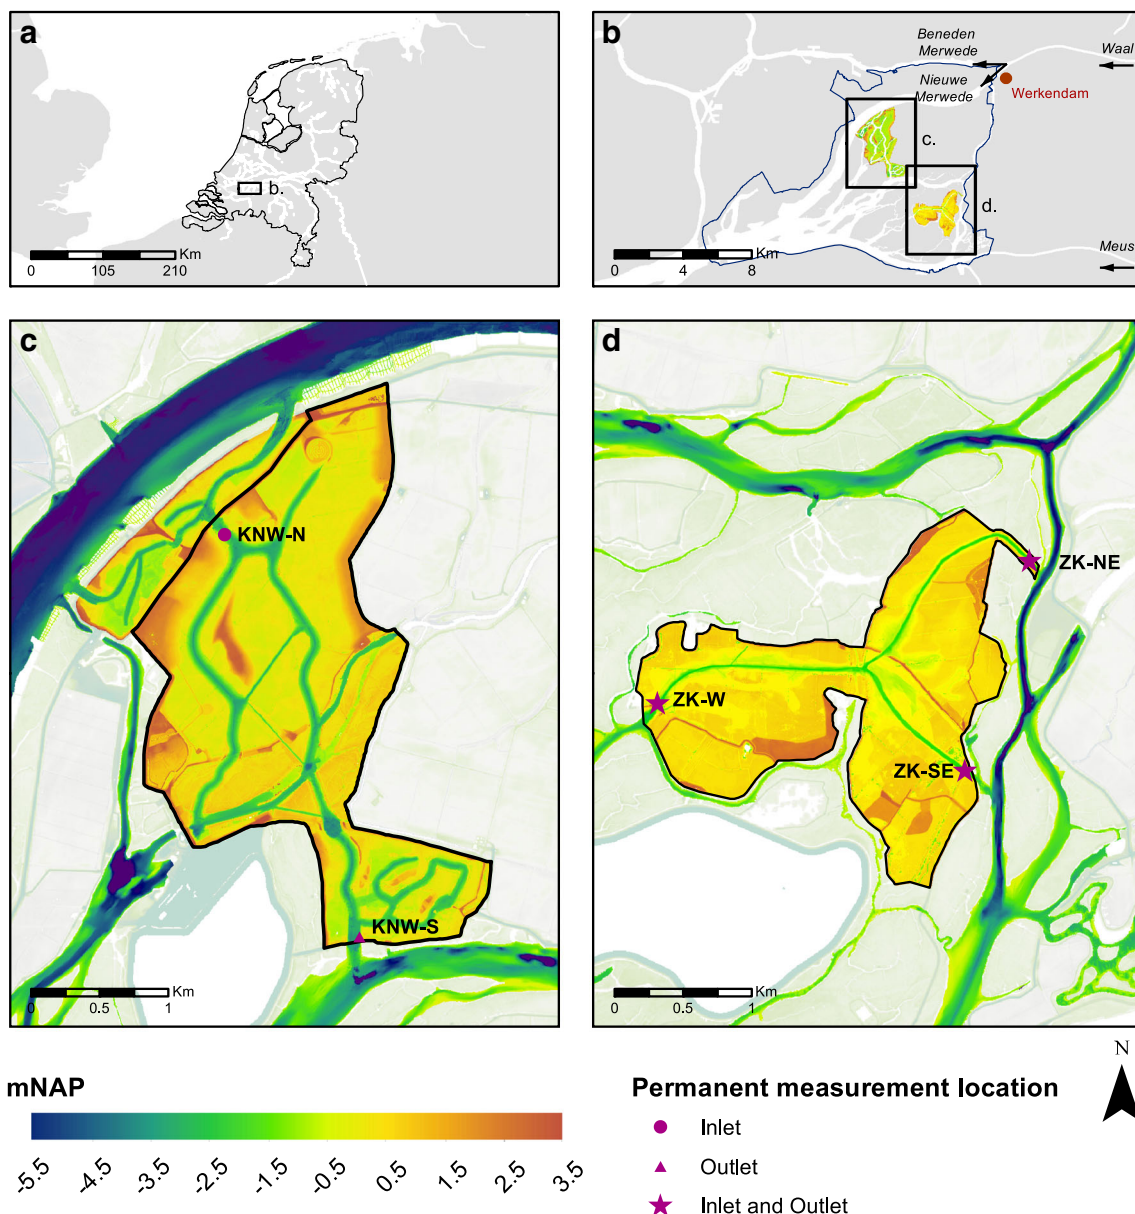 a
b.
Km
0 105 210
b
Beneden
Merwede
Waal
Nieuwe
Merwede
Werkendam
c.
d.
Km
0 4 8
Meus
c
KNW-N
KNW-S
Km
0 0.5 1
d
ZK-NE
ZK-W
ZK-SE
Km
0 0.5 1
mNAP
-5.5 -4.5 -3.5 -2.5 -1.5 -0.5 0.5 1.5 2.5 3.5
Permanent measurement location
Inlet
Outlet
Inlet and Outlet
N